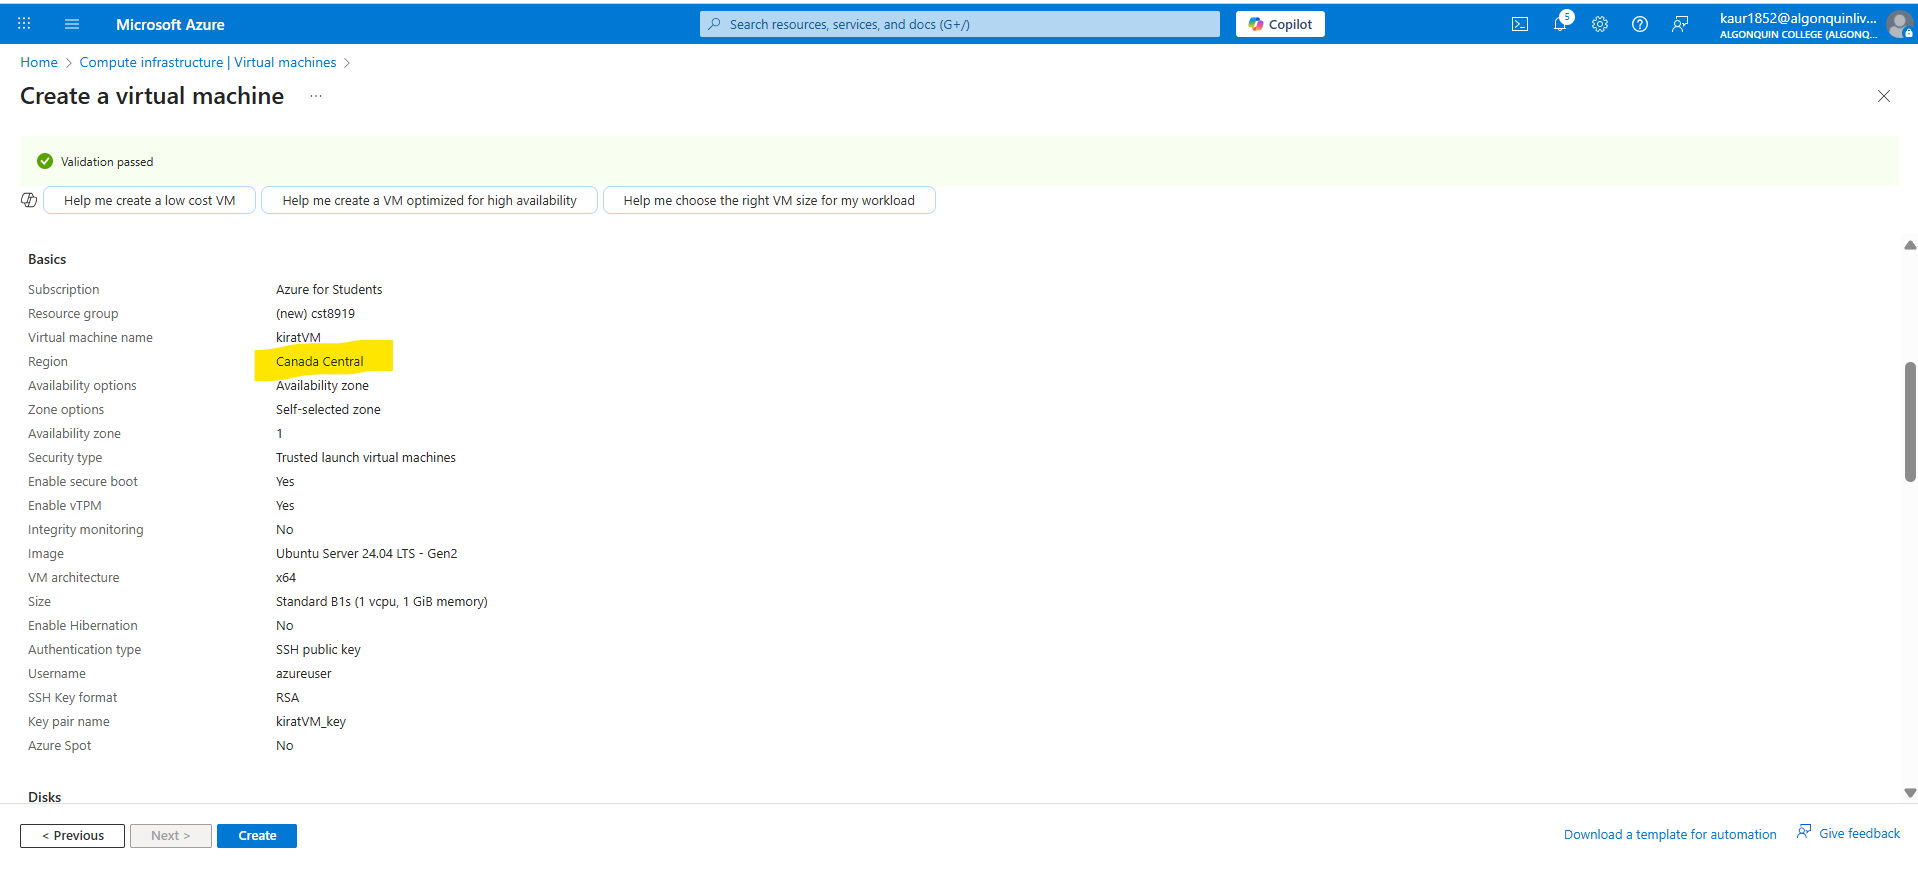 Microsoft Azure
Search resources, services, and docs (G+/)
Copilot
5
kaur1852@algonquinliv...
ALGONQUIN COLLEGE (ALGONQ...
Home > Compute infrastructure | Virtual machines >
Create a virtual machine ...
Validation passed
Help me create a low cost VM
Help me create a VM optimized for high availability
Help me choose the right VM size for my workload
Basics
Subscription Azure for Students
Resource group (new) cst8919
Virtual machine name kiratVM
Region Canada Central
Availability options Availability zone
Zone options Self-selected zone
Availability zone 1
Security type Trusted launch virtual machines
Enable secure boot Yes
Enable vTPM Yes
Integrity monitoring No
Image Ubuntu Server 24.04 LTS - Gen2
VM architecture x64
Size Standard B1s (1 vcpu, 1 GiB memory)
Enable Hibernation No
Authentication type SSH public key
Username azureuser
SSH Key format RSA
Key pair name kiratVM_key
Azure Spot No
Disks
< Previous
Next >
Create
Download a template for automation
Give feedback